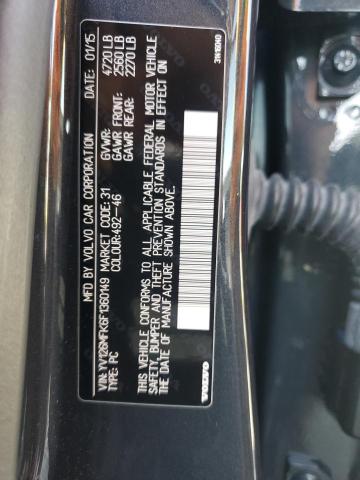 MFD BY VOLVO CAR CORPORATION 01/15
VIN: YV126MFK6F1360149 GVWR: 4720 LB
TYPE: PC MARKET CODE: 31 GAWR FRONT: 2560 LB
COLOUR: 492-46 GAWR REAR: 2270 LB
THIS VEHICLE CONFORMS TO ALL APPLICABLE FEDERAL MOTOR VEHICLE
SAFETY, BUMPER AND THEFT PREVENTION STANDARDS IN EFFECT ON
THE DATE OF MANUFACTURE SHOWN ABOVE.
VOLVO